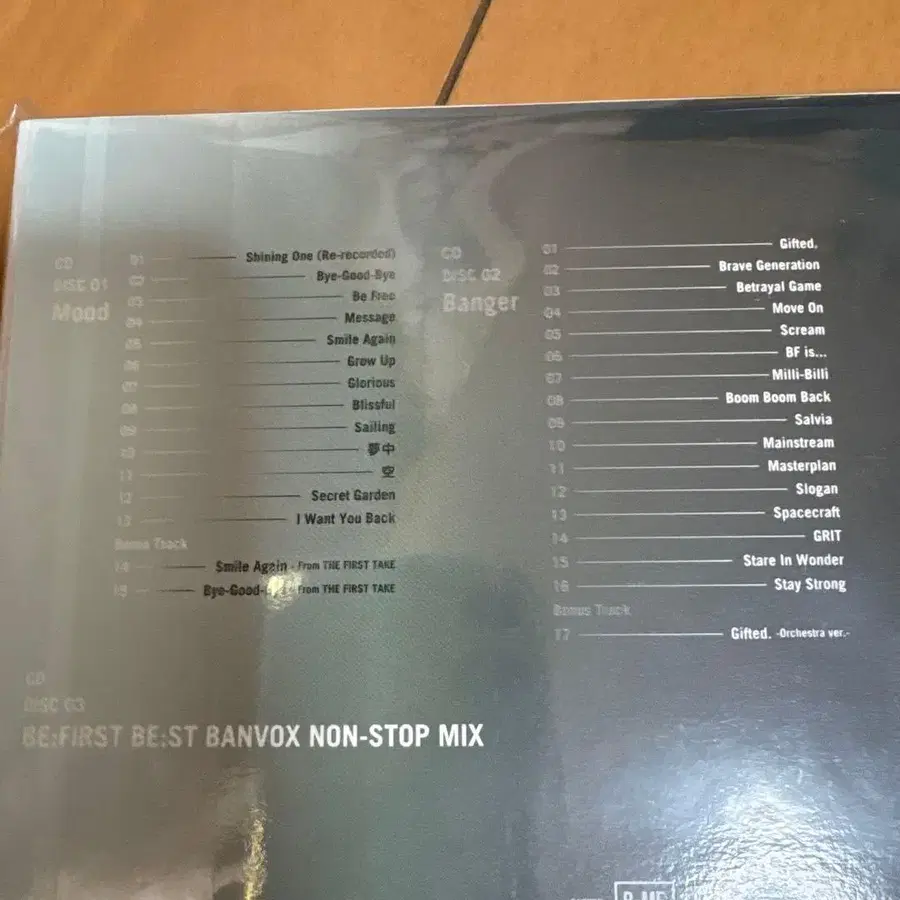 CD
DISC 01
Mood
01 Shining One (Re-recorded)
02 Bye-Good-Bye
03 Be Free
04 Message
05 Smile Again
06 Grow Up
07 Glorious
08 Blissful
09 Sailing
10 夢中
11 空
12 Secret Garden
13 I Want You Back
Bonus Track
14 Smile Again - From THE FIRST TAKE
15 Bye-Good- From THE FIRST TAKE
CD
DISC 02
Banger
01 Gifted.
02 Brave Generation
03 Betrayal Game
04 Move On
05 Scream
06 BF is...
07 Milli-Billi
08 Boom Boom Back
09 Salvia
10 Mainstream
11 Masterplan
12 Slogan
13 Spacecraft
14 GRIT
15 Stare In Wonder
16 Stay Strong
Bonus Track
17 Gifted. -Orchestra ver.-
CD
DISC 03
BE:FIRST BE:ST BANVOX NON-STOP MIX